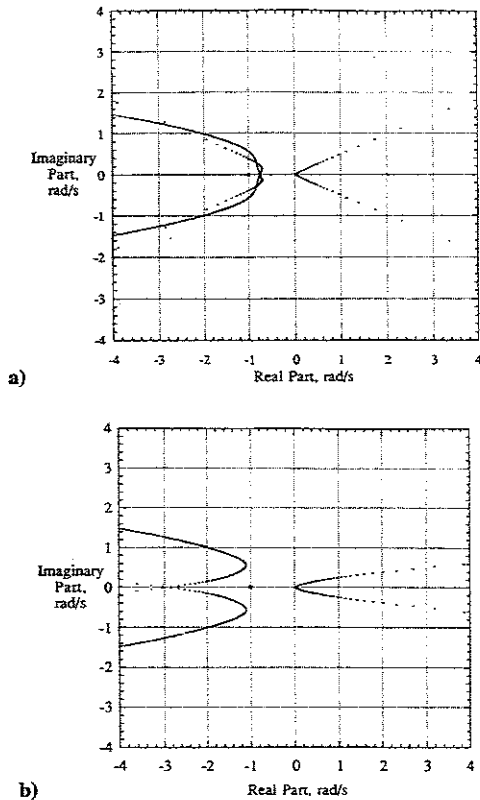 4
3
2
1
Imaginary
Part,
rad/s
0
-1
-2
-3
-4
-4 -3 -2 -1 0 1 2 3 4
a)
Real Part, rad/s
4
3
2
1
Imaginary
Part,
rad/s
0
-1
-2
-3
-4
-4 -3 -2 -1 0 1 2 3 4
b)
Real Part, rad/s